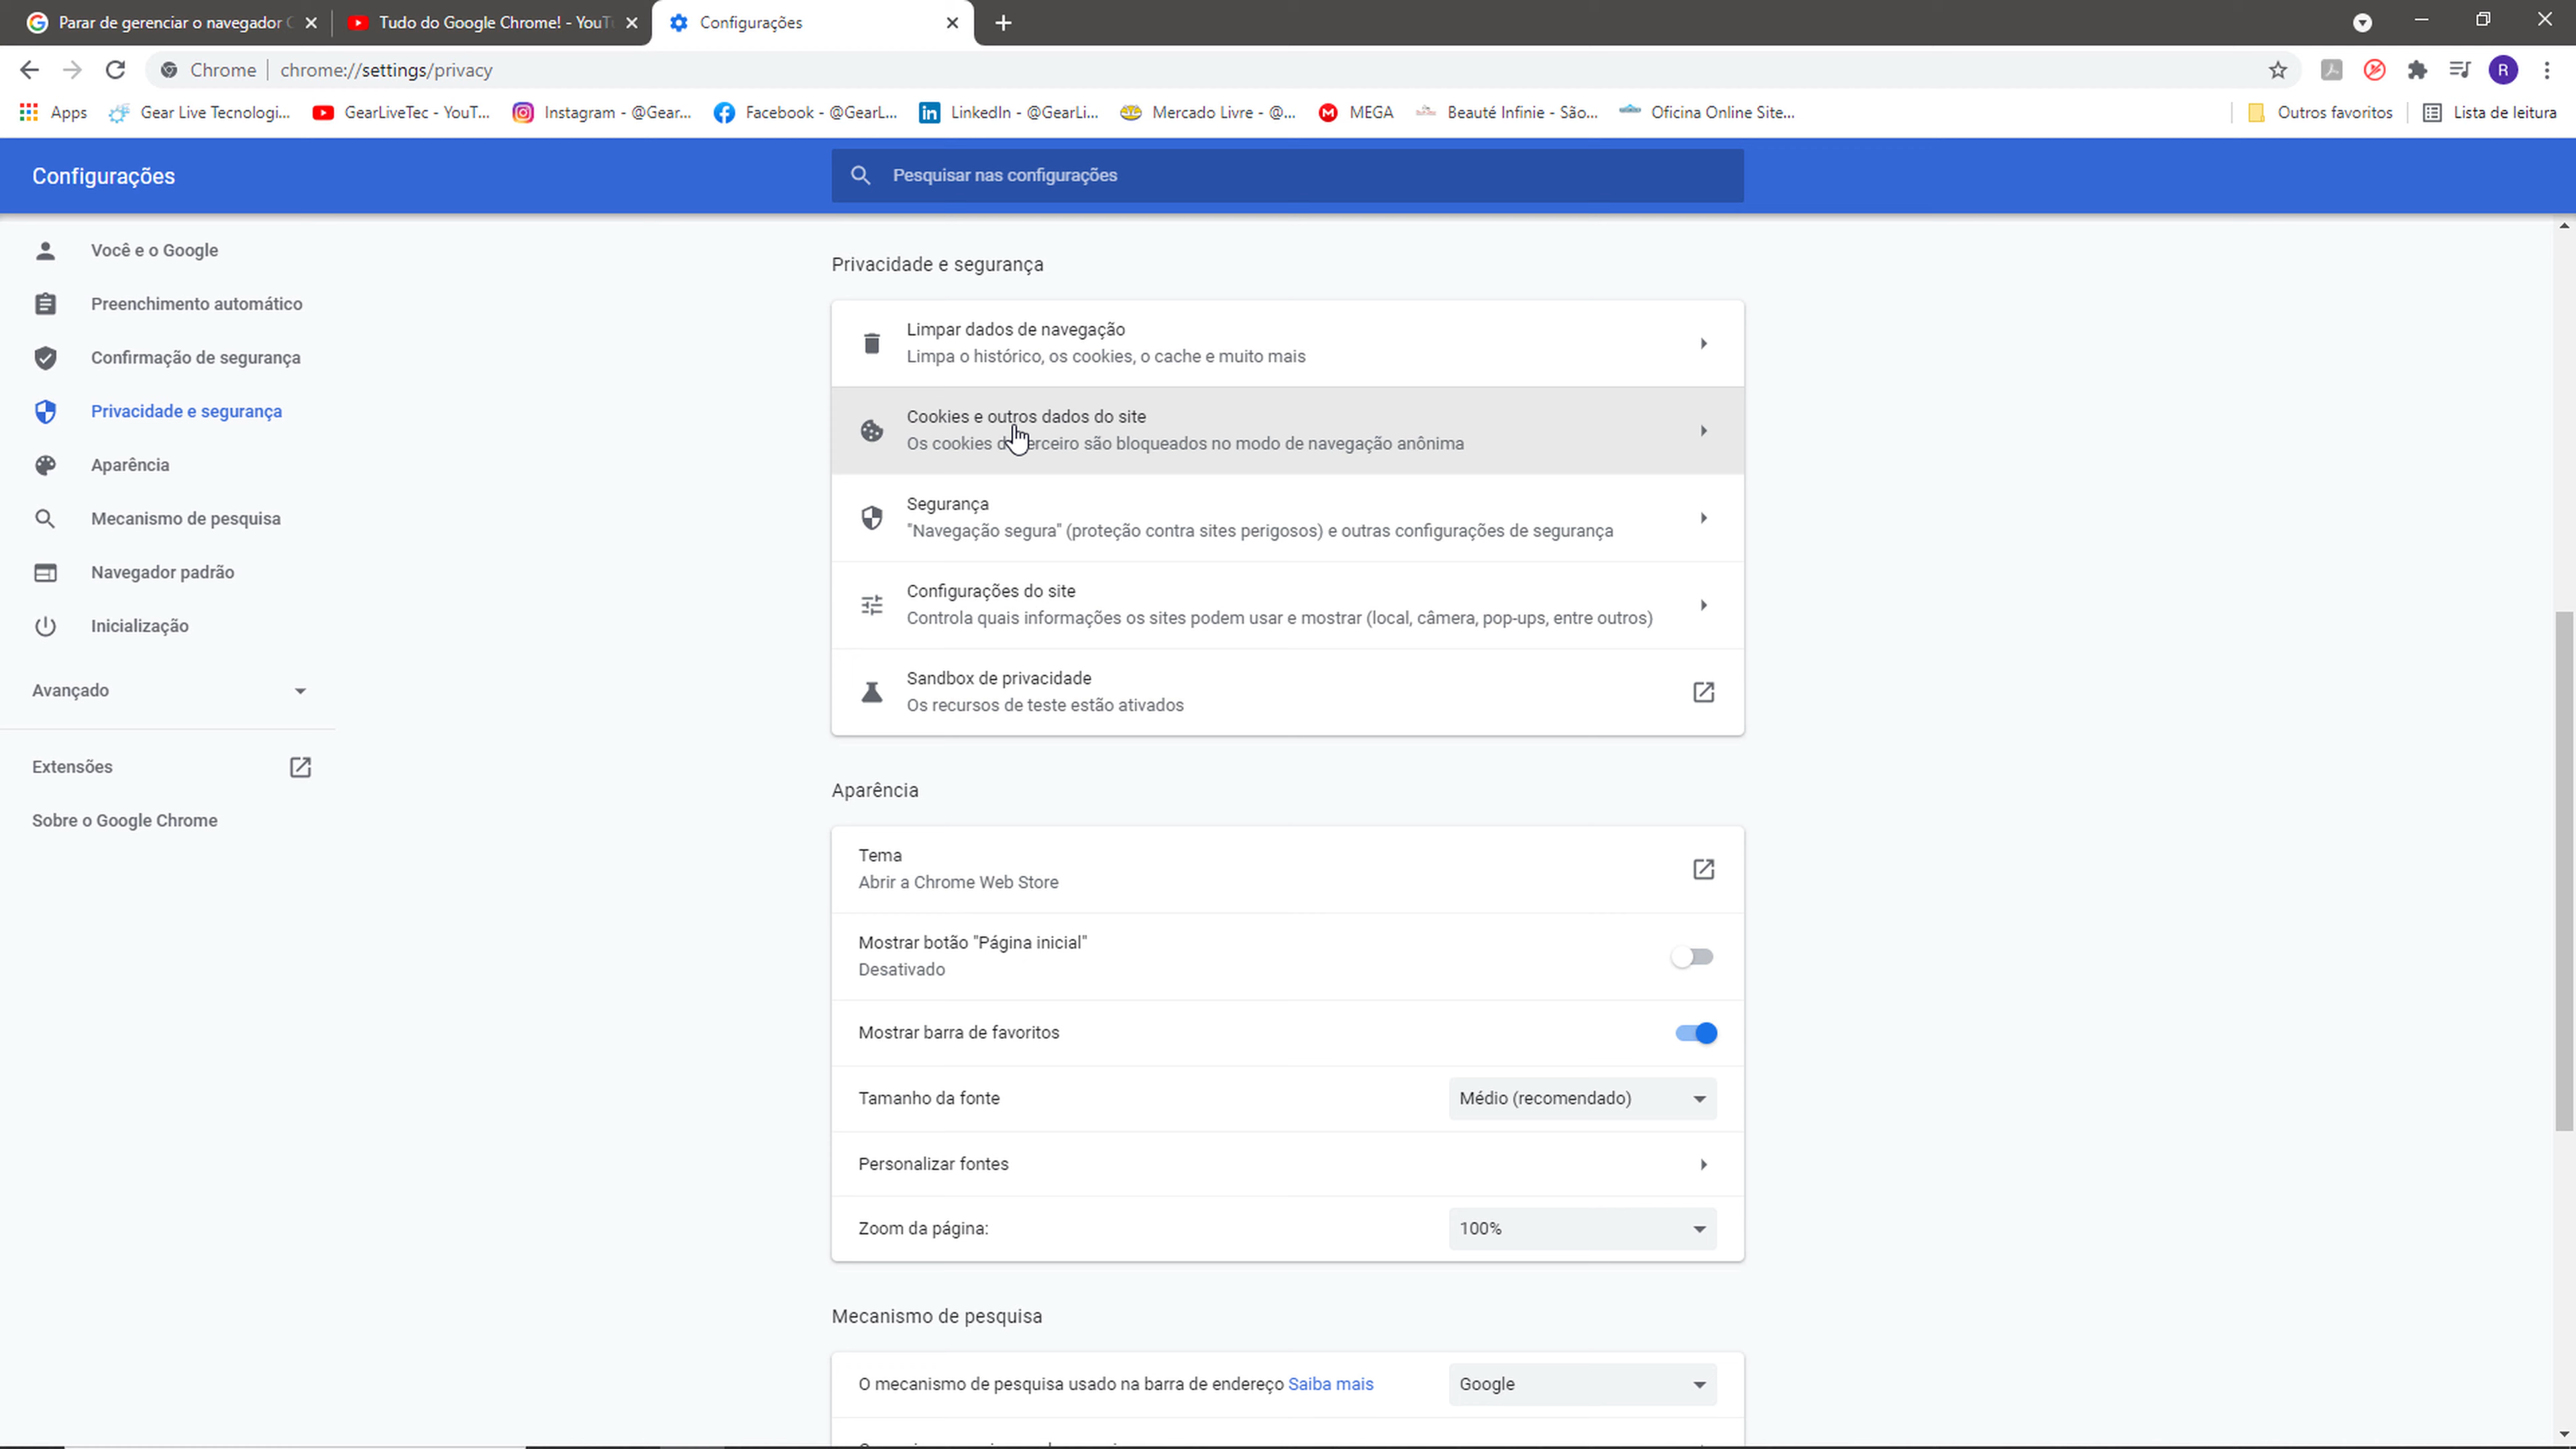 Parar de gerenciar o navegador
Tudo do Google Chrome! - YouT
Configurações
Chrome
chrome://settings/privacy
R
Apps
Gear Live Tecnologi...
GearLiveTec - YouT...
Instagram - @Gear...
Facebook - @GearL...
LinkedIn - @GearLi...
Mercado Livre - @...
MEGA
Beauté Infinie - São...
Oficina Online Site...
Outros favoritos
Lista de leitura
Configurações
Pesquisar nas configurações
Você e o Google
Preenchimento automático
Confirmação de segurança
Privacidade e segurança
Aparência
Mecanismo de pesquisa
Navegador padrão
Inicialização
Avançado
Extensões
Sobre o Google Chrome
Privacidade e segurança
Limpar dados de navegação
Limpa o histórico, os cookies, o cache e muito mais
Cookies e outros dados do site
Os cookies d erceiro são bloqueados no modo de navegação anônima
Segurança
"Navegação segura" (proteção contra sites perigosos) e outras configurações de segurança
Configurações do site
Controla quais informações os sites podem usar e mostrar (local, câmera, pop-ups, entre outros)
Sandbox de privacidade
Os recursos de teste estão ativados
Aparência
Tema
Abrir a Chrome Web Store
Mostrar botão "Página inicial"
Desativado
Mostrar barra de favoritos
Tamanho da fonte
Médio (recomendado)
Personalizar fontes
Zoom da página:
100%
Mecanismo de pesquisa
O mecanismo de pesquisa usado na barra de endereço Saiba mais
Google